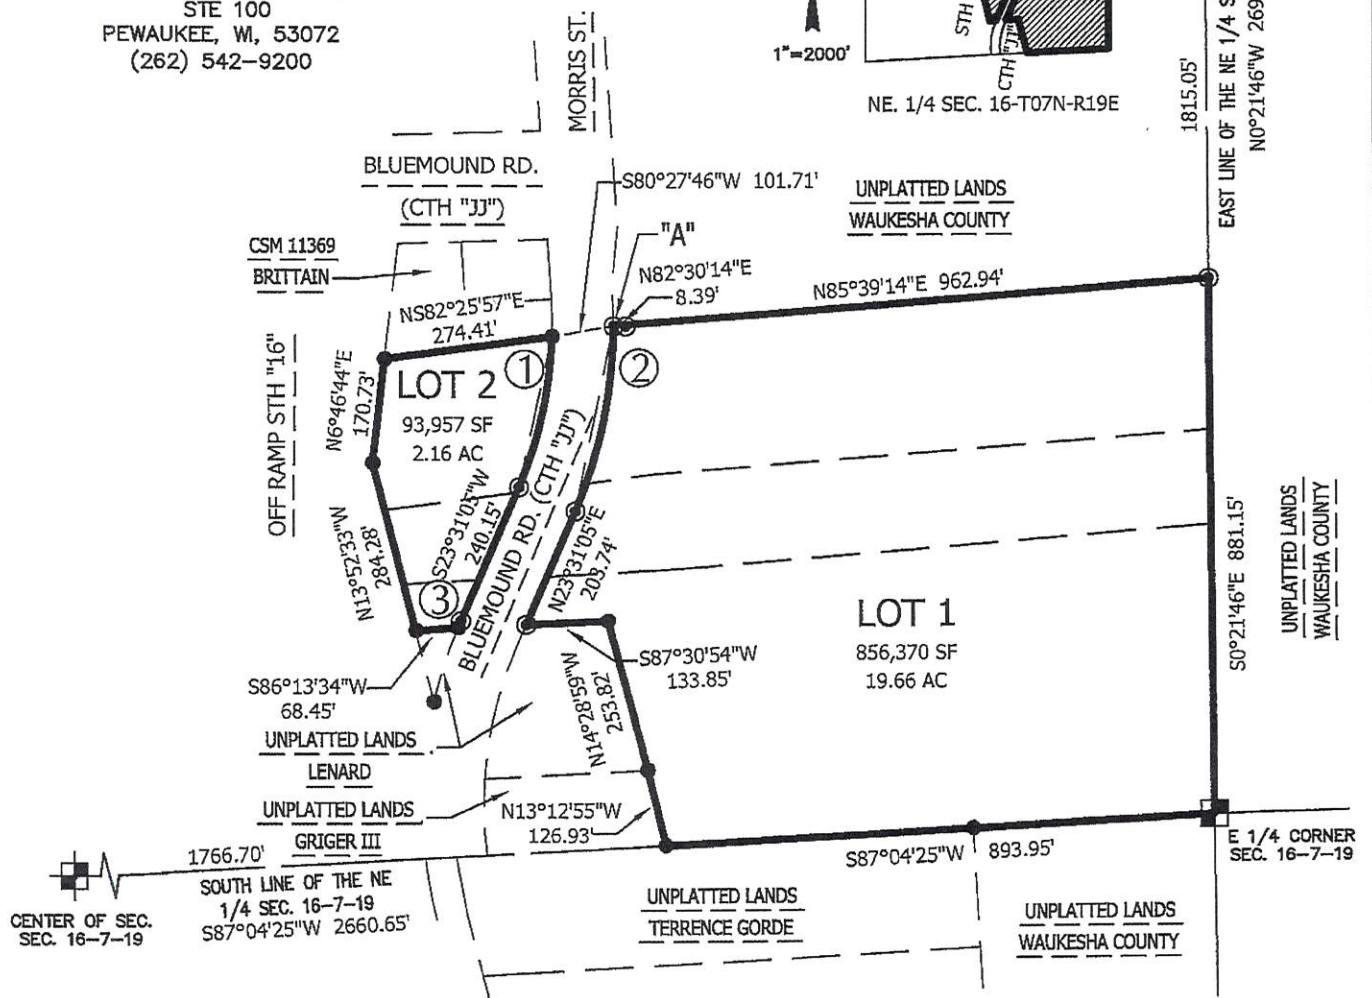 STE 100
PEWAUKEE, WI, 53072
(262) 542-9200
MORRIS ST.
1"=2000'
STH
CTH "JJ"
NE. 1/4 SEC. 16-T07N-R19E
1815.05'
EAST LINE OF THE NE 1/4 S
N0°21'46"W 269
BLUEMOUND RD.
(CTH "JJ")
S80°27'46"W 101.71'
UNPLATTED LANDS
WAUKESHA COUNTY
CSM 11369
BRITTAIN
"A"
N82°30'14"E
8.39'
N85°39'14"E 962.94'
NS82°25'57"E
274.41'
OFF RAMP STH "16"
N6°46'44"E
170.73'
LOT 2
93,957 SF
2.16 AC
1
2
BLUEMOUND RD. (CTH "JJ")
N13°52'33"W
284.28'
S23°31'05"W
240.15'
N23°31'05"E
203.74'
3
LOT 1
856,370 SF
19.66 AC
S0°21'46"E 881.15'
UNPLATTED LANDS
WAUKESHA COUNTY
S87°30'54"W
133.85'
S86°13'34"W
68.45'
N14°28'59"W
253.82'
UNPLATTED LANDS
LENARD
UNPLATTED LANDS
GRIGER III
N13°12'55"W
126.93'
S87°04'25"W 893.95'
E 1/4 CORNER
SEC. 16-7-19
1766.70'
SOUTH LINE OF THE NE
1/4 SEC. 16-7-19
S87°04'25"W 2660.65'
CENTER OF SEC.
SEC. 16-7-19
UNPLATTED LANDS
TERRENCE GORDE
UNPLATTED LANDS
WAUKESHA COUNTY